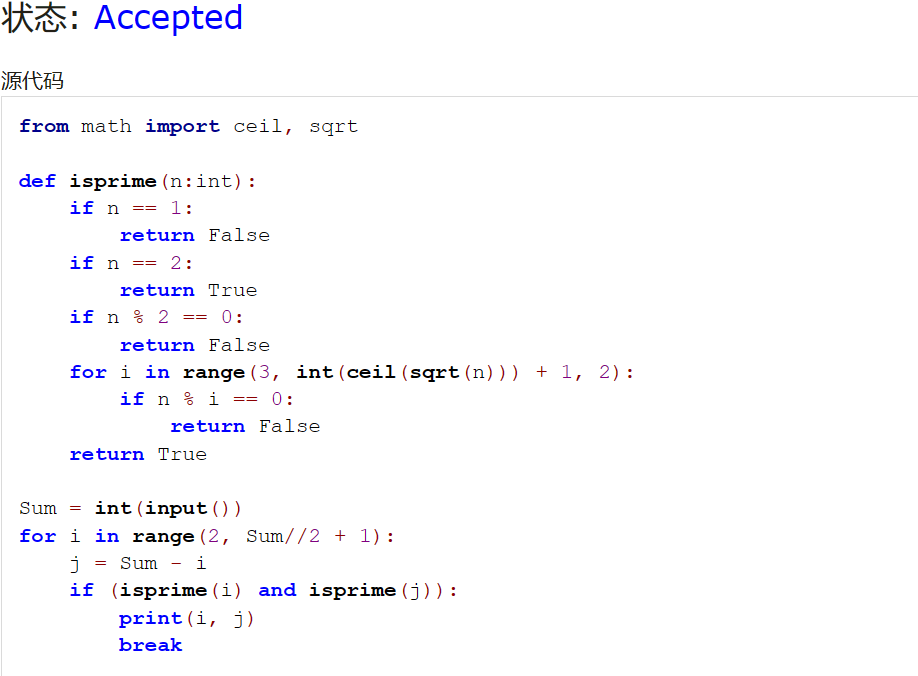 状态: Accepted
源代码
from math import ceil, sqrt
def isprime(n:int):
    if n == 1:
        return False
    if n == 2:
        return True
    if n % 2 == 0:
        return False
    for i in range(3, int(ceil(sqrt(n))) + 1, 2):
        if n % i == 0:
            return False
    return True
Sum = int(input())
for i in range(2, Sum//2 + 1):
    j = Sum - i
    if (isprime(i) and isprime(j)):
        print(i, j)
        break